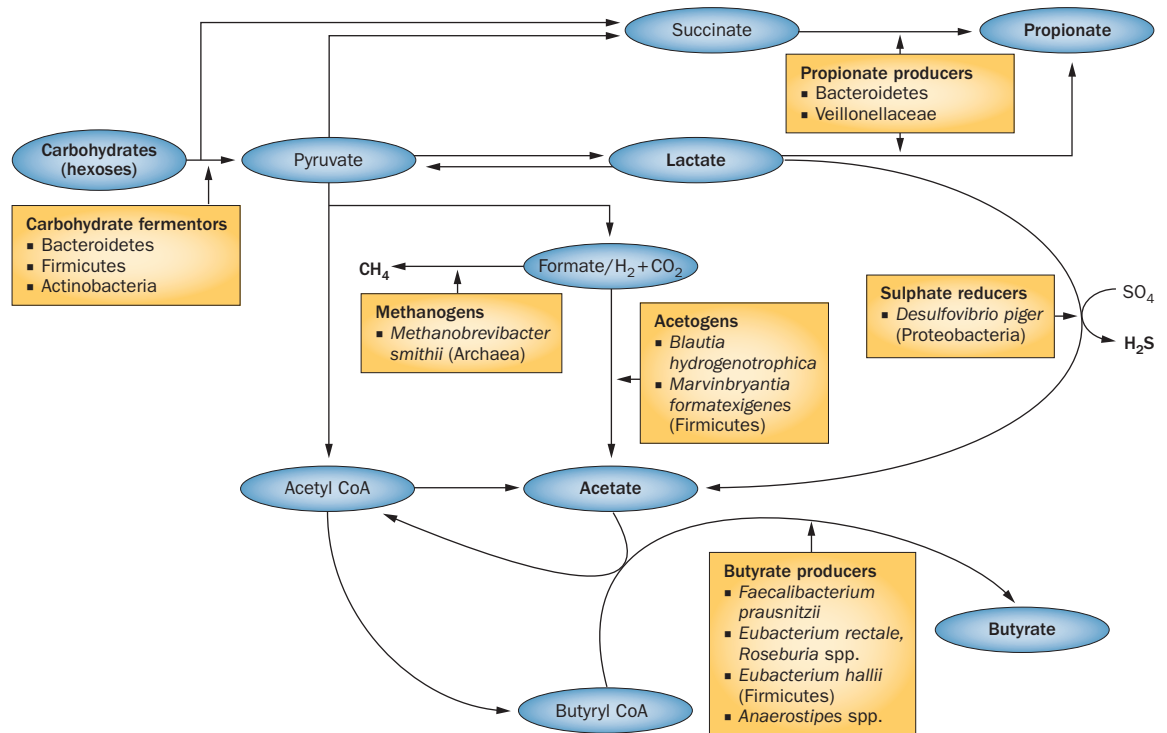 Succinate
Propionate
Propionate producers
▪ Bacteroidetes
▪ Veillonellaceae
Carbohydrates
(hexoses)
Pyruvate
Lactate
Carbohydrate fermentors
▪ Bacteroidetes
▪ Firmicutes
▪ Actinobacteria
Formate/H₂+CO₂
CH₄
Methanogens
▪ Methanobrevibacter
smithii (Archaea)
Acetogens
▪ Blautia
hydrogenotrophica
▪ Marvinbryantia
formatexigenes
(Firmicutes)
Sulphate reducers
▪ Desulfovibrio piger
(Proteobacteria)
SO₄
H₂S
Acetyl CoA
Acetate
Butyrate producers
▪ Faecalibacterium
prausnitzii
▪ Eubacterium rectale,
Roseburia spp.
▪ Eubacterium hallii
(Firmicutes)
▪ Anaerostipes spp.
Butyrate
Butyryl CoA